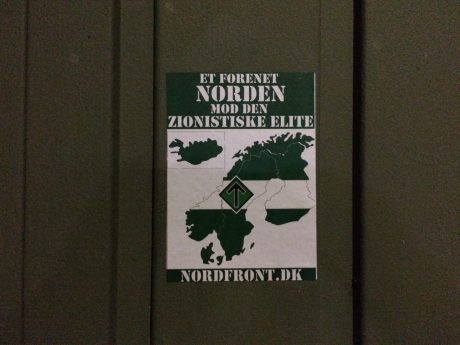 ET FORENET
NORDEN
MOD DEN
ZIONISTISKE ELITE
NORDFRONT.DK